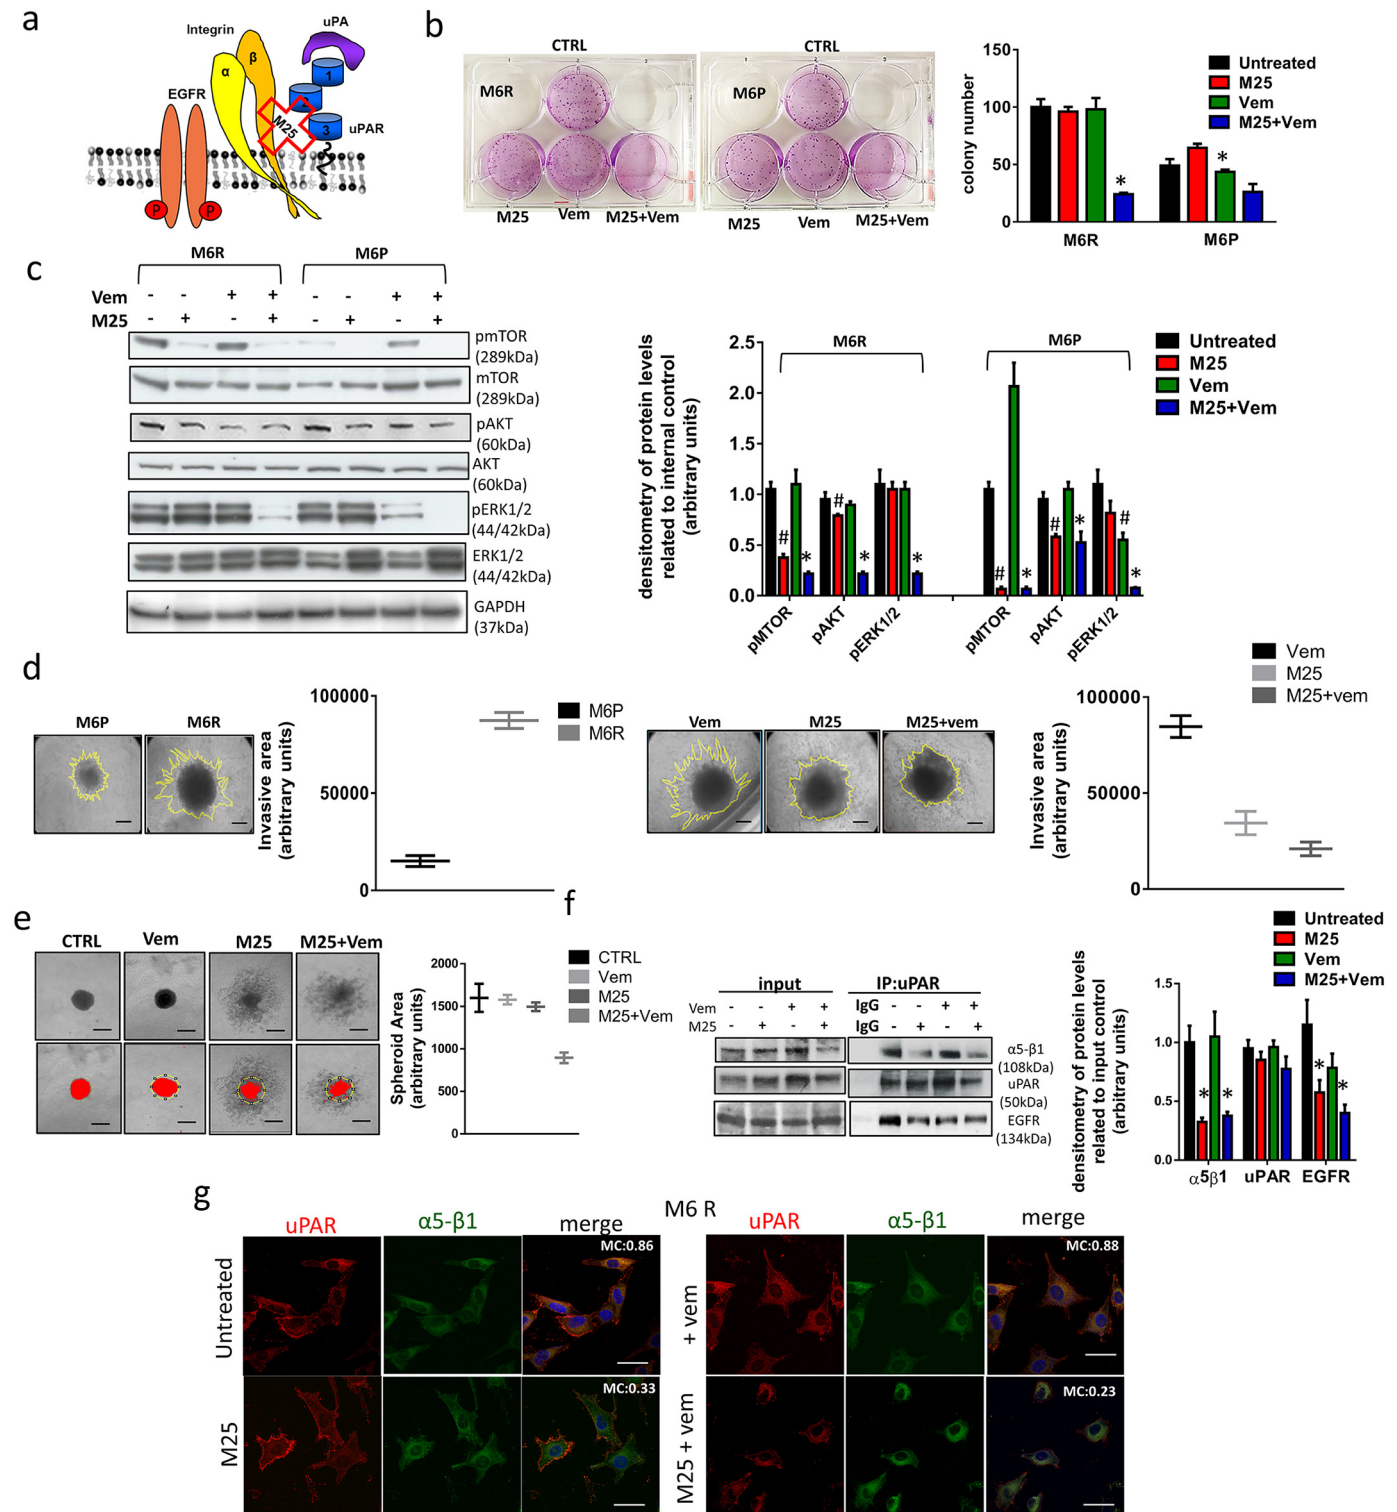 a
uPA
Integrin
β
α
1
2
3
EGFR
M25
uPAR
P
P
b
CTRL
M6R
M25
Vem
M25+Vem
CTRL
M6P
M25
Vem
M25+Vem
colony number
150
100
50
0
*
*
M6R
M6P
Untreated
M25
Vem
M25+Vem
c
M6R
M6P
Vem - - + + - - + +
M25 - + - + - + - +
pmTOR
(289kDa)
mTOR
(289kDa)
pAKT
(60kDa)
AKT
(60kDa)
pERK1/2
(44/42kDa)
ERK1/2
(44/42kDa)
GAPDH
(37kDa)
densitometry of protein levels
related to internal control
(arbitrary units)
2.5
2.0
1.5
1.0
0.5
0.0
M6R
M6P
# * # * *
# * # * # *
pMTOR
pAKT
pERK1/2
pMTOR
pAKT
pERK1/2
Untreated
M25
Vem
M25+Vem
d
M6P
M6R
Invasive area
(arbitrary units)
100000
50000
0
M6P
M6R
Vem
M25
M25+vem
Invasive area
(arbitrary units)
100000
50000
0
Vem
M25
M25+vem
e
CTRL
Vem
M25
M25+Vem
Spheroid Area
(arbitrary units)
2000
1500
1000
500
0
CTRL
Vem
M25
M25+Vem
f
input
IP:uPAR
Vem - - + + IgG - - + +
M25 - + - + IgG - + - +
α5-β1
(108kDa)
uPAR
(50kDa)
EGFR
(134kDa)
densitometry of protein levels
related to input control
(arbitrary units)
1.5
1.0
0.5
0.0
* * * *
α5β1
uPAR
EGFR
Untreated
M25
Vem
M25+Vem
g
M6 R
uPAR
α5-β1
merge
uPAR
α5-β1
merge
Untreated
MC:0.86
+ vem
MC:0.88
M25
MC:0.33
M25 + vem
MC:0.23